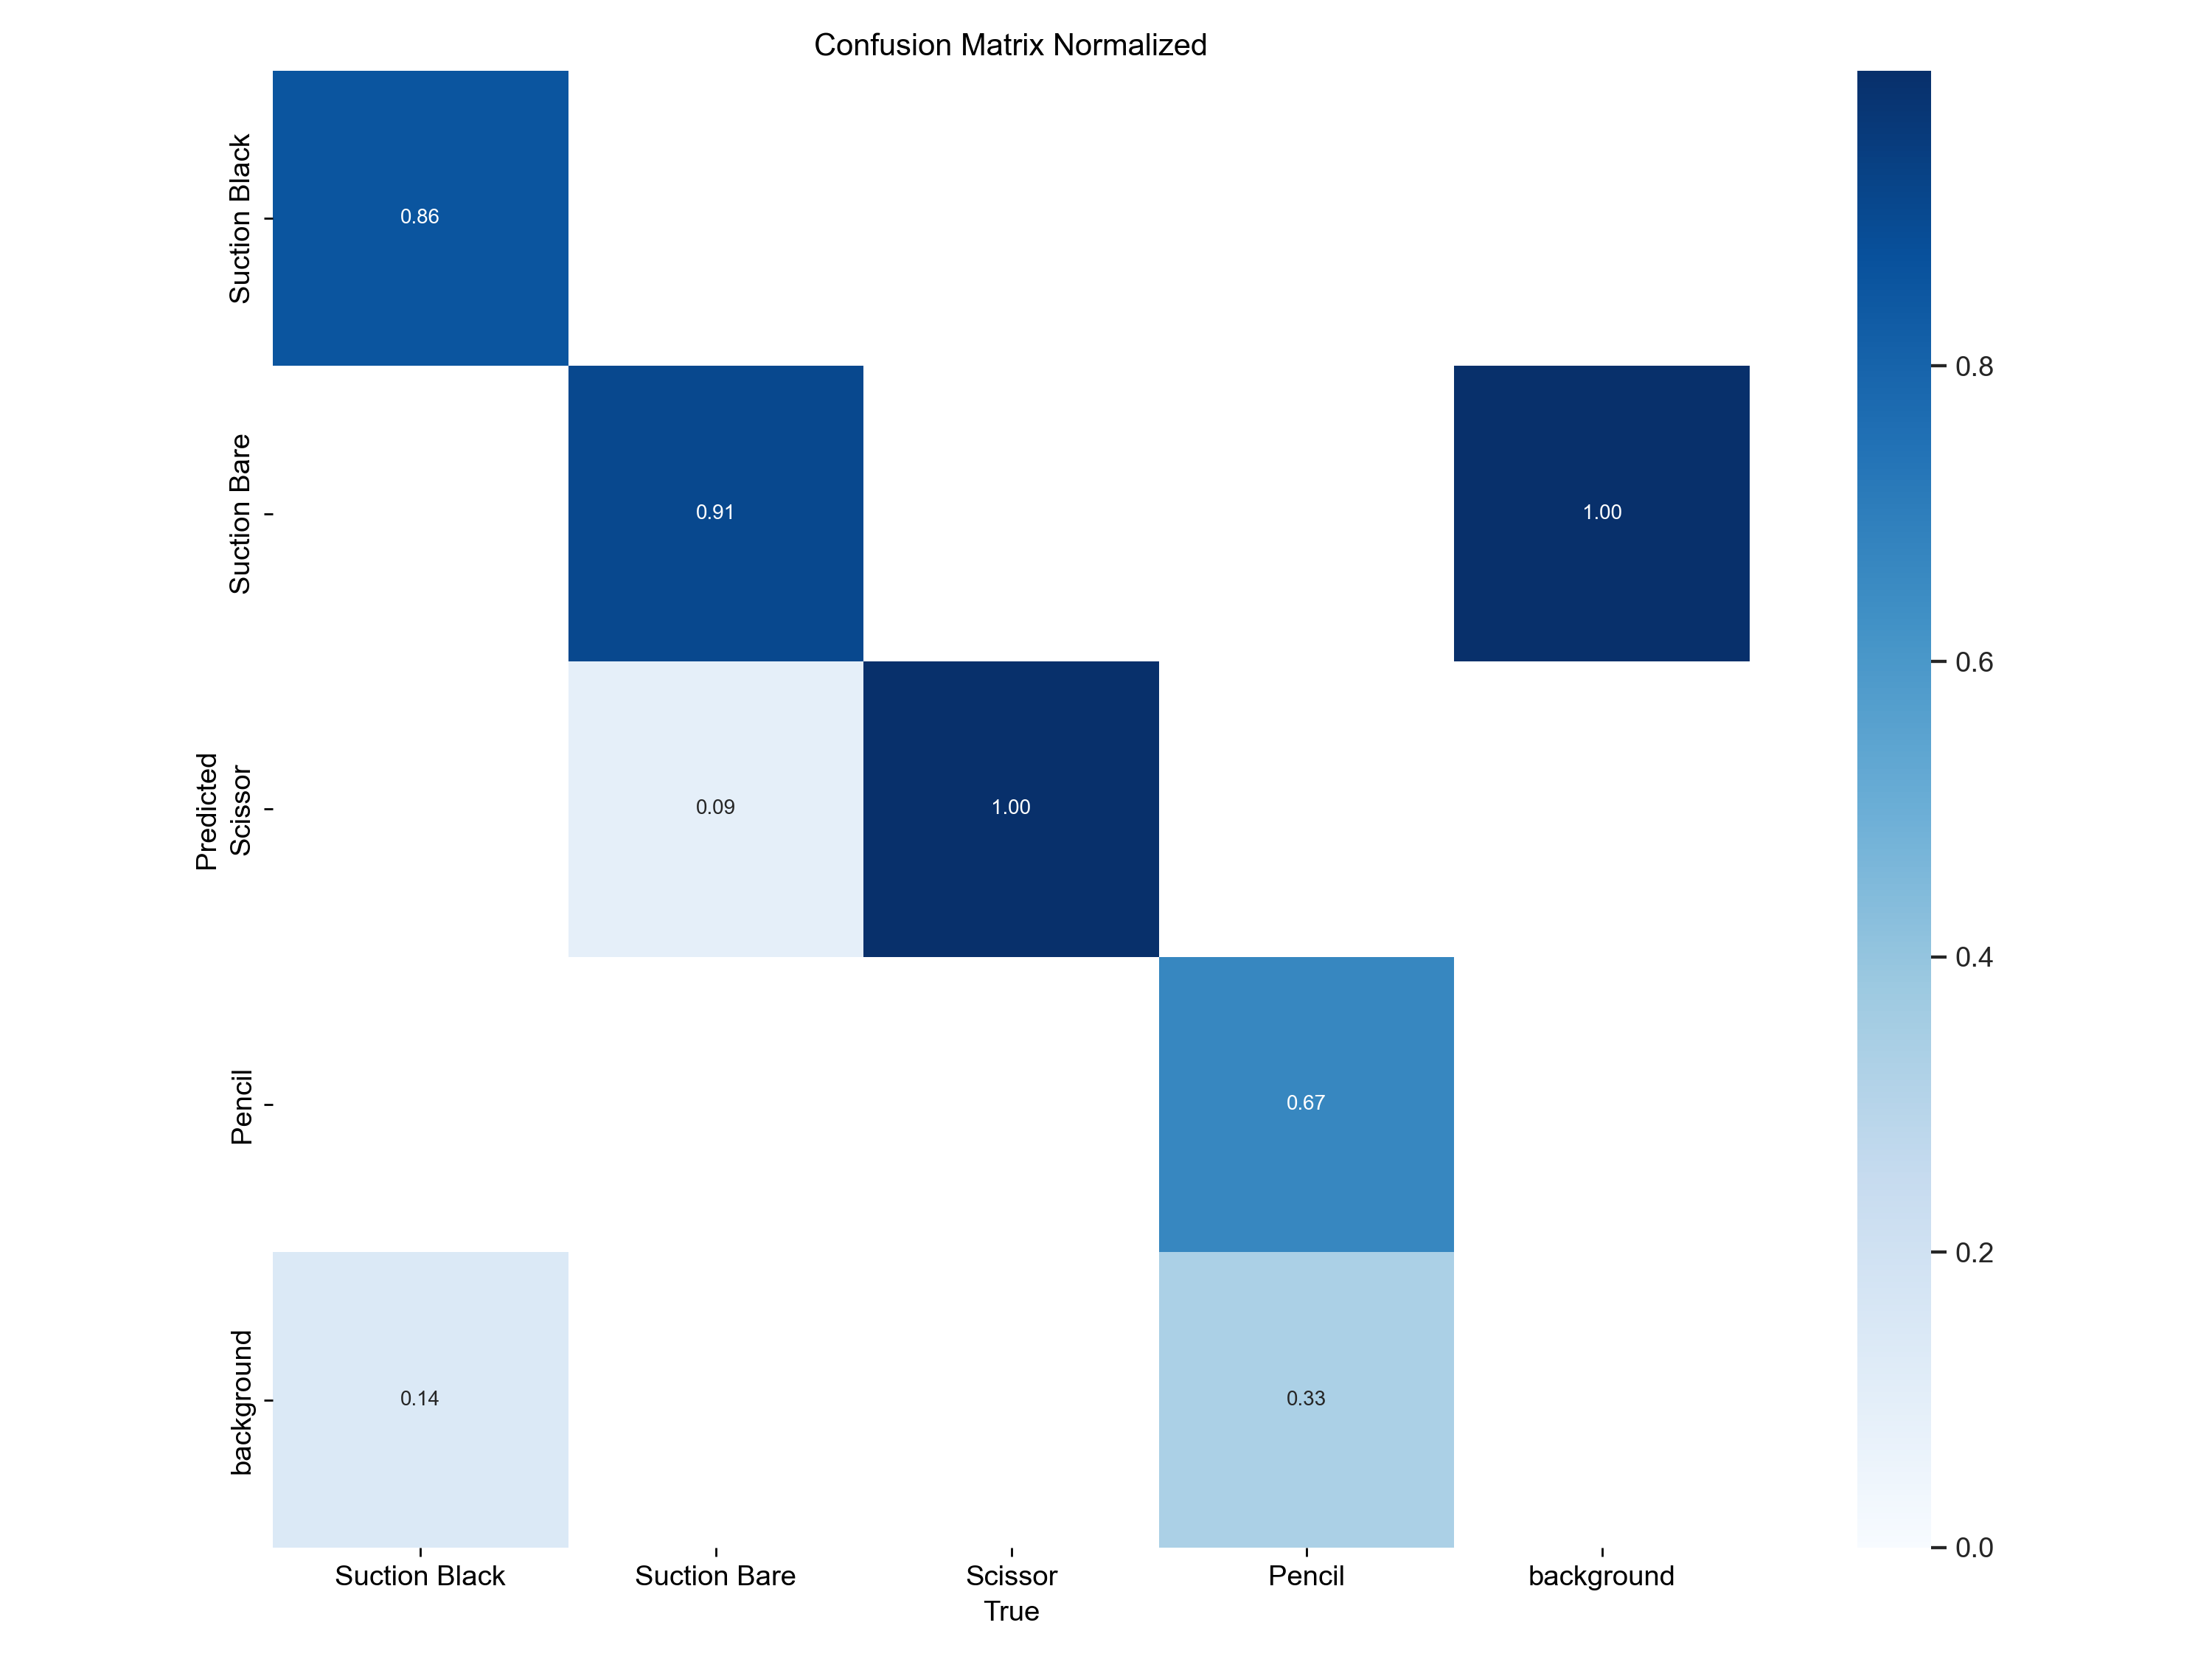 Confusion Matrix Normalized
Predicted
Suction Black
Suction Bare
Scissor
Pencil
background
0.86
0.91
1.00
0.09
1.00
0.67
0.14
0.33
Suction Black
Suction Bare
Scissor
Pencil
background
True
0.8
0.6
0.4
0.2
0.0